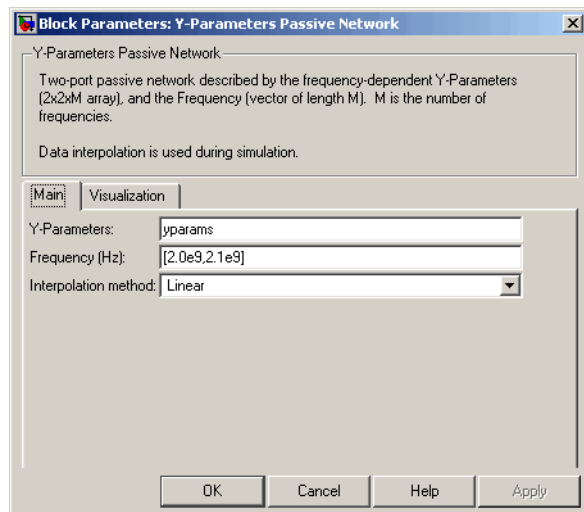 Block Parameters: Y-Parameters Passive Network
Y-Parameters Passive Network
Two-port passive network described by the frequency-dependent Y-Parameters
(2x2xM array), and the Frequency (vector of length M). M is the number of
frequencies.
Data interpolation is used during simulation.
Main Visualization
Y-Parameters: yparams
Frequency (Hz): [2.0e9,2.1e9]
Interpolation method: Linear
OK Cancel Help Apply